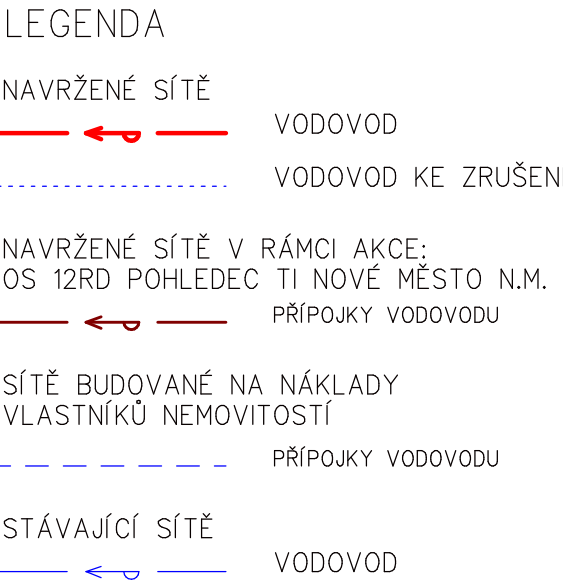 LEGENDA
NAVRŽENÉ SÍTĚ
VODOVOD
VODOVOD KE ZRUŠEN
NAVRŽENÉ SÍTĚ V RÁMCI AKCE:
OS 12RD POHLEDEC TI NOVÉ MĚSTO N.M.
PŘÍPOJKY VODOVODU
SÍTĚ BUDOVANÉ NA NÁKLADY
VLASTNÍKŮ NEMOVITOSTÍ
PŘÍPOJKY VODOVODU
STÁVAJÍCÍ SÍTĚ
VODOVOD